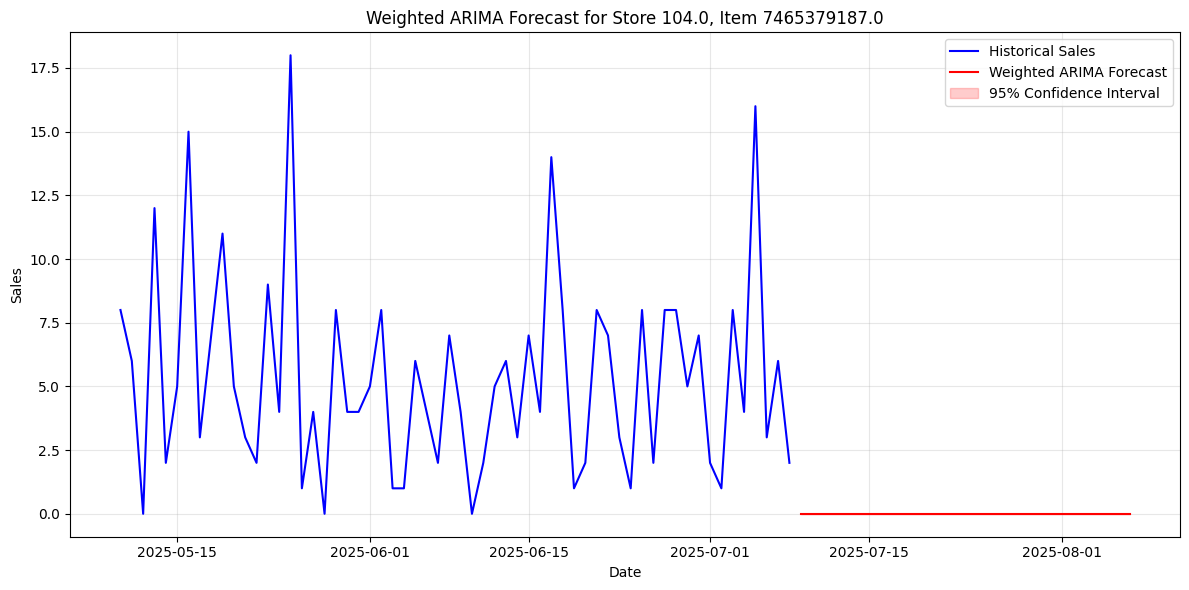 Weighted ARIMA Forecast for Store 104.0, Item 7465379187.0
Historical Sales
Weighted ARIMA Forecast
95% Confidence Interval
Sales
17.5
15.0
12.5
10.0
7.5
5.0
2.5
0.0
2025-05-15
2025-06-01
2025-06-15
2025-07-01
2025-07-15
2025-08-01
Date